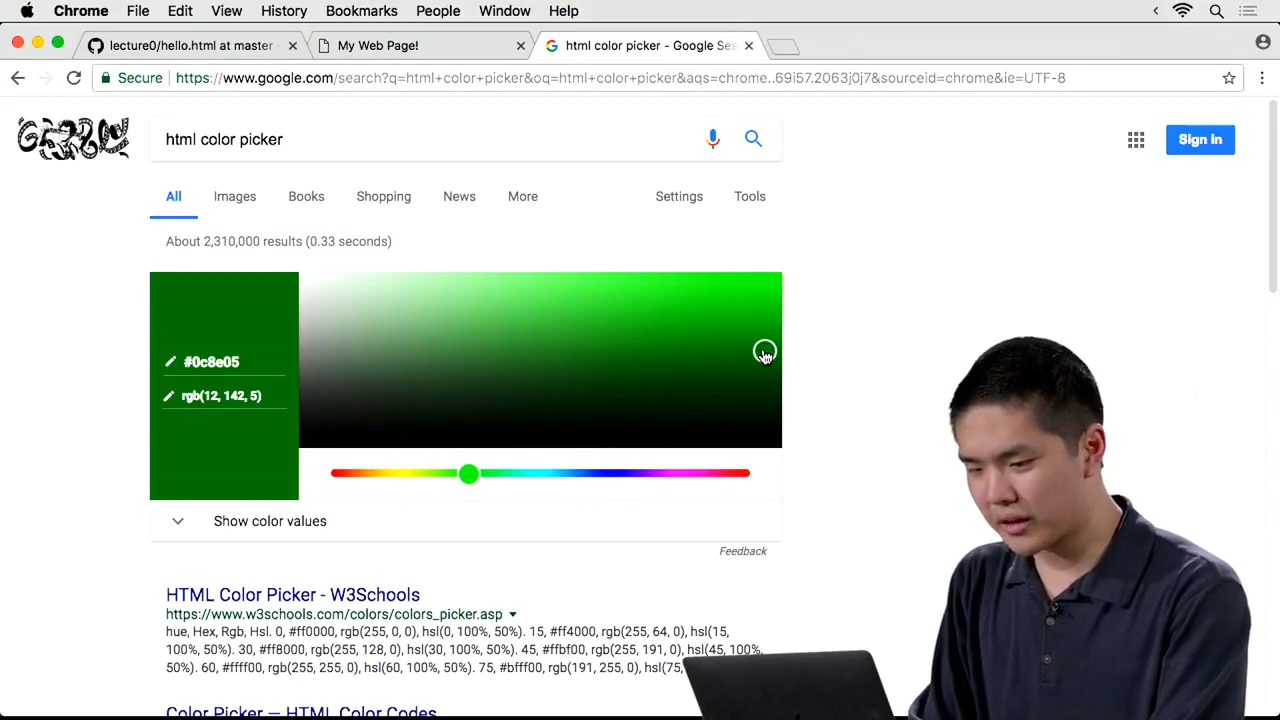 Chrome File Edit View History Bookmarks People Window Help
lecture0/hello.html at master
My Web Page!
html color picker - Google Sea
Secure https://www.google.com/search?q=html+color+picker&oq=html+color+picker&aqs=chrome..69i57.2063j0j7&sourceid=chrome&ie=UTF-8
html color picker
Sign in
All Images Books Shopping News More Settings Tools
About 2,310,000 results (0.33 seconds)
#0c8e05
rgb(12, 142, 5)
Show color values
Feedback
HTML Color Picker - W3Schools
https://www.w3schools.com/colors/colors_picker.asp
hue, Hex, Rgb, Hsl. 0, #ff0000, rgb(255, 0, 0), hsl(0, 100%, 50%). 15, #ff4000, rgb(255, 64, 0), hsl(15,
100%, 50%). 30, #ff8000, rgb(255, 128, 0), hsl(30, 100%, 50%). 45, #ffbf00, rgb(255, 191, 0), hsl(45, 100%,
50%). 60, #ffff00, rgb(255, 255, 0), hsl(60, 100%, 50%). 75, #bfff00, rgb(191, 255, 0), hsl(75,
Color Picker — HTML Color Codes